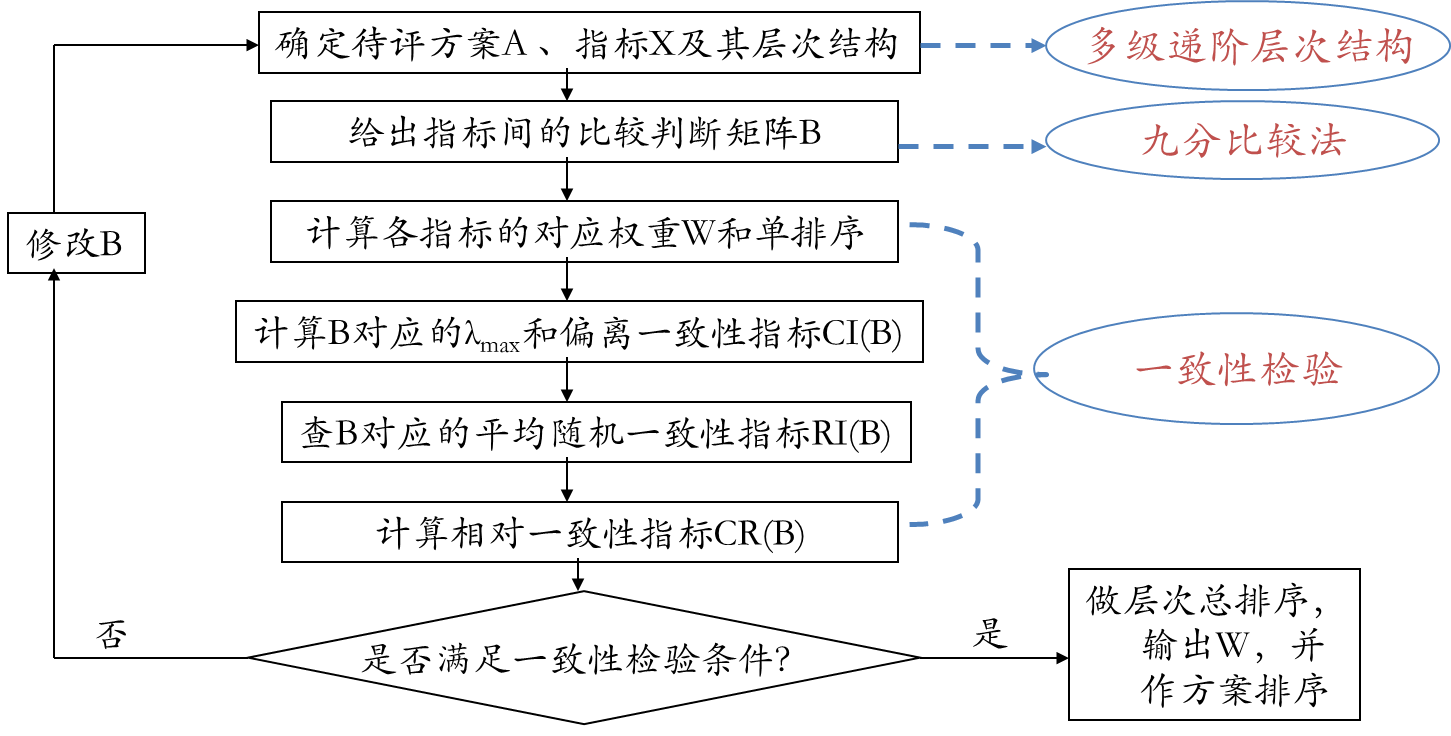 确定待评方案A、指标X及其层次结构
多级递阶层次结构
给出指标间的比较判断矩阵B
九分比较法
计算各指标的对应权重W和单排序
修改B
计算B对应的λmax和偏离一致性指标CI(B)
一致性检验
查B对应的平均随机一致性指标RI(B)
计算相对一致性指标CR(B)
是否满足一致性检验条件?
否
是
做层次总排序，
输出W，并
作方案排序